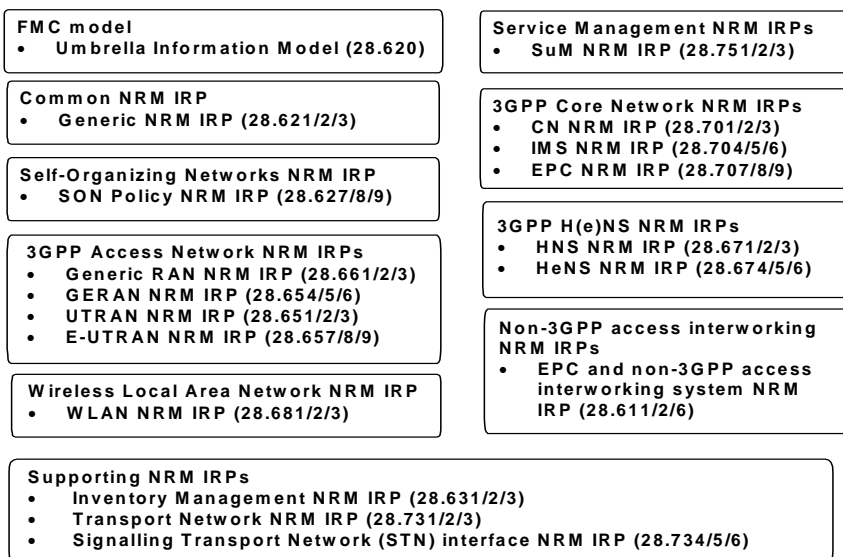 FMC model
• Umbrella Information Model (28.620)
Common NRM IRP
• Generic NRM IRP (28.621/2/3)
Self-Organizing Networks NRM IRP
• SON Policy NRM IRP (28.627/8/9)
3GPP Access Network NRM IRPs
• Generic RAN NRM IRP (28.661/2/3)
• GERAN NRM IRP (28.654/5/6)
• UTRAN NRM IRP (28.651/2/3)
• E-UTRAN NRM IRP (28.657/8/9)
Wireless Local Area Network NRM IRP
• WLAN NRM IRP (28.681/2/3)
Service Management NRM IRPs
• SuM NRM IRP (28.751/2/3)
3GPP Core Network NRM IRPs
• CN NRM IRP (28.701/2/3)
• IMS NRM IRP (28.704/5/6)
• EPC NRM IRP (28.707/8/9)
3GPP H(e)NS NRM IRPs
• HNS NRM IRP (28.671/2/3)
• HeNS NRM IRP (28.674/5/6)
Non-3GPP access interworking
NRM IRPs
• EPC and non-3GPP access
interworking system NRM
IRP (28.611/2/6)
Supporting NRM IRPs
• Inventory Management NRM IRP (28.631/2/3)
• Transport Network NRM IRP (28.731/2/3)
• Signalling Transport Network (STN) interface NRM IRP (28.734/5/6)